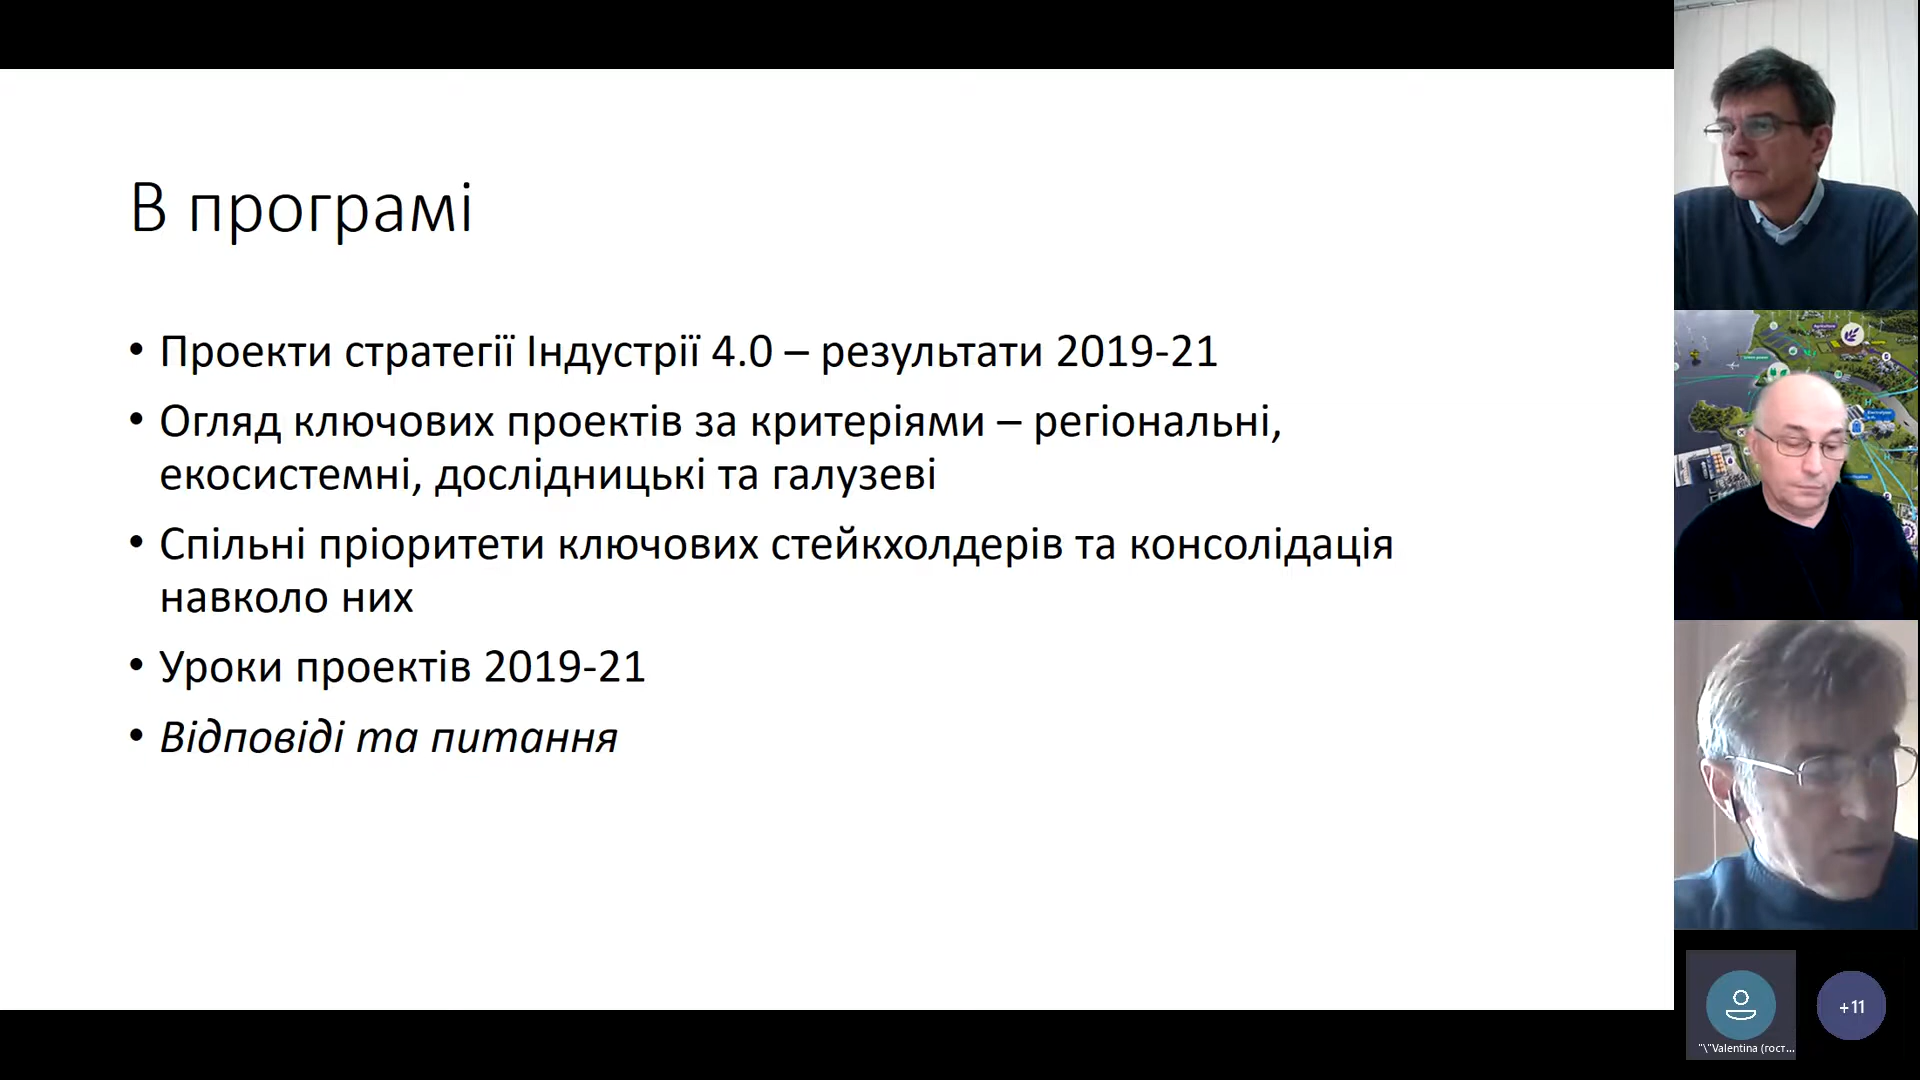 В програмі
• Проекти стратегії Індустрії 4.0 – результати 2019-21
• Огляд ключових проектів за критеріями – регіональні,
екосистемні, дослідницькі та галузеві
• Спільні пріоритети ключових стейкхолдерів та консолідація
навколо них
• Уроки проектів 2019-21
• Відповіді та питання
"\"Valentina (гост...
+11